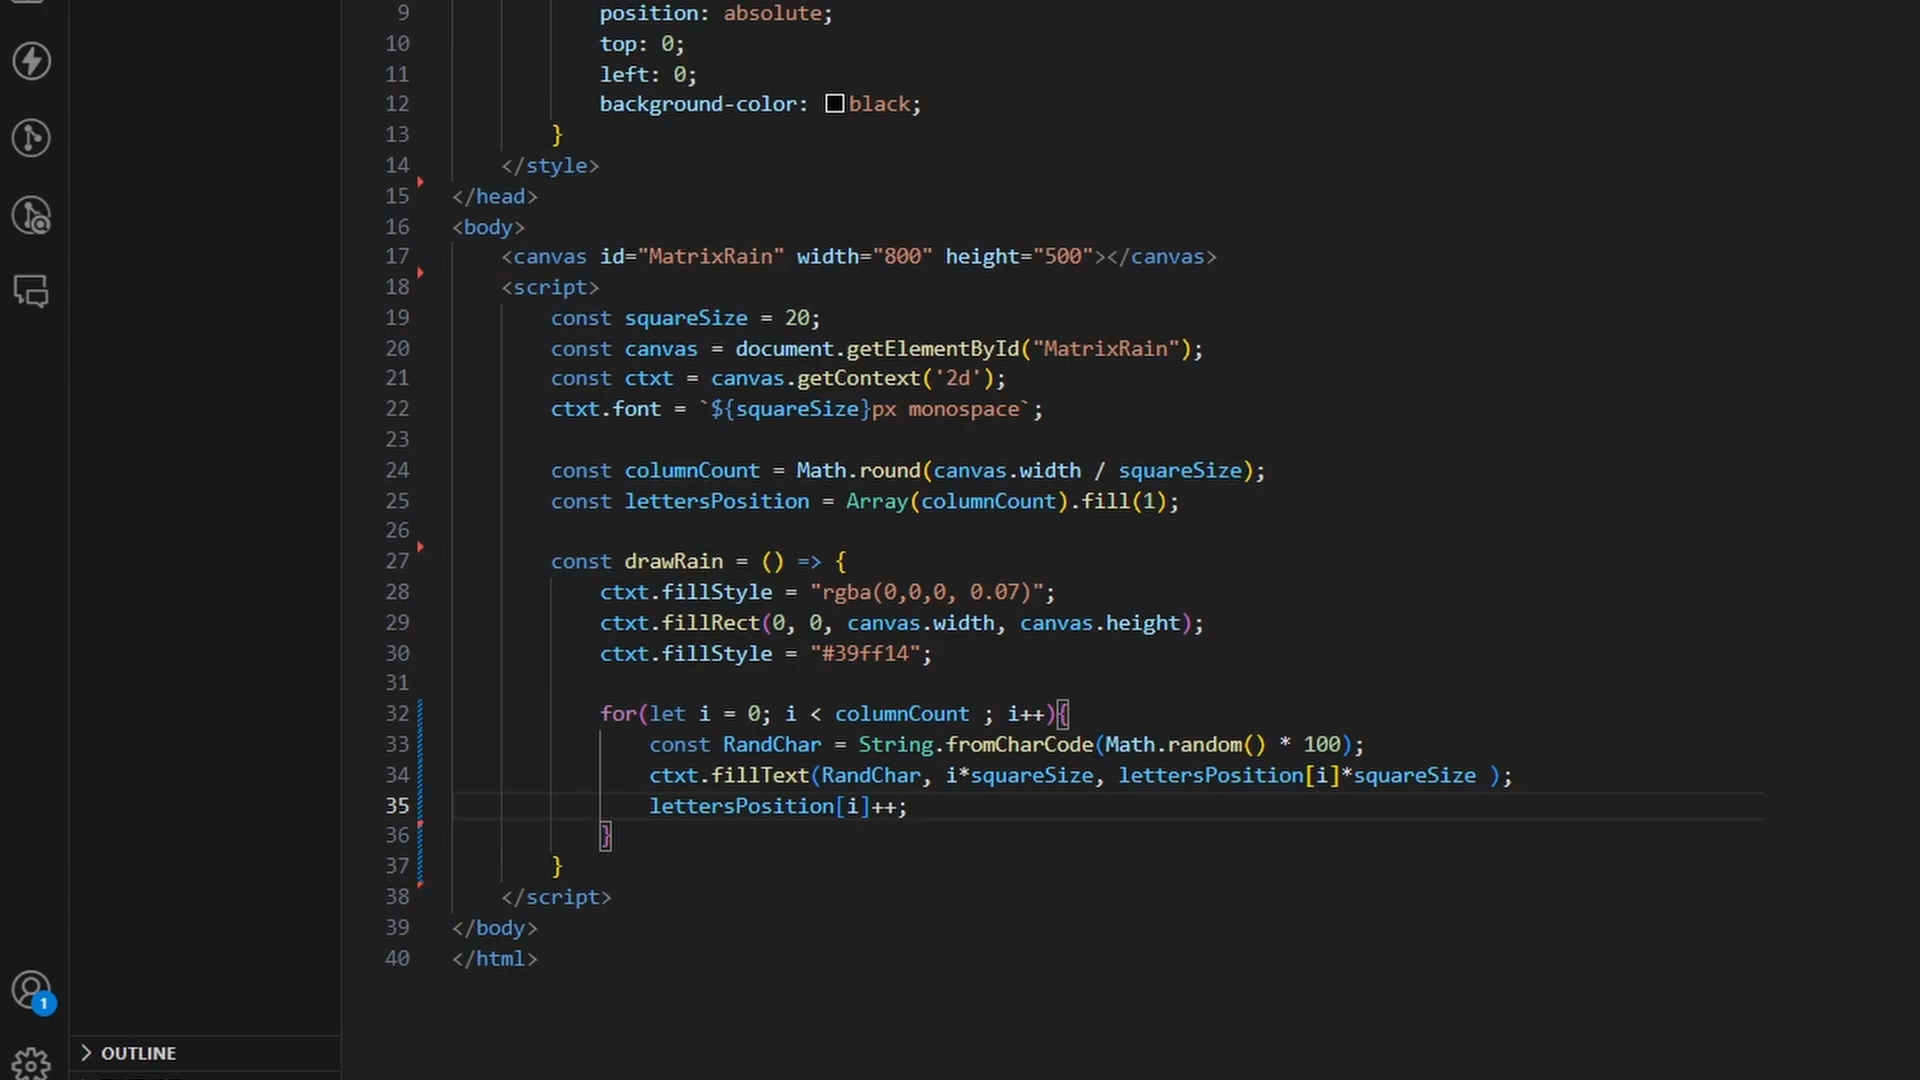 9 position: absolute;
10 top: 0;
11 left: 0;
12 background-color: black;
13 }
14 </style>
15 </head>
16 <body>
17 <canvas id="MatrixRain" width="800" height="500"></canvas>
18 <script>
19 const squareSize = 20;
20 const canvas = document.getElementById("MatrixRain");
21 const ctxt = canvas.getContext('2d');
22 ctxt.font = `${squareSize}px monospace`;
23
24 const columnCount = Math.round(canvas.width / squareSize);
25 const lettersPosition = Array(columnCount).fill(1);
26
27 const drawRain = () => {
28 ctxt.fillStyle = "rgba(0,0,0, 0.07)";
29 ctxt.fillRect(0, 0, canvas.width, canvas.height);
30 ctxt.fillStyle = "#39ff14";
31
32 for(let i = 0; i < columnCount ; i++){
33 const RandChar = String.fromCharCode(Math.random() * 100);
34 ctxt.fillText(RandChar, i*squareSize, lettersPosition[i]*squareSize );
35 lettersPosition[i]++;
36 }
37 }
38 </script>
39 </body>
40 </html>
1
OUTLINE